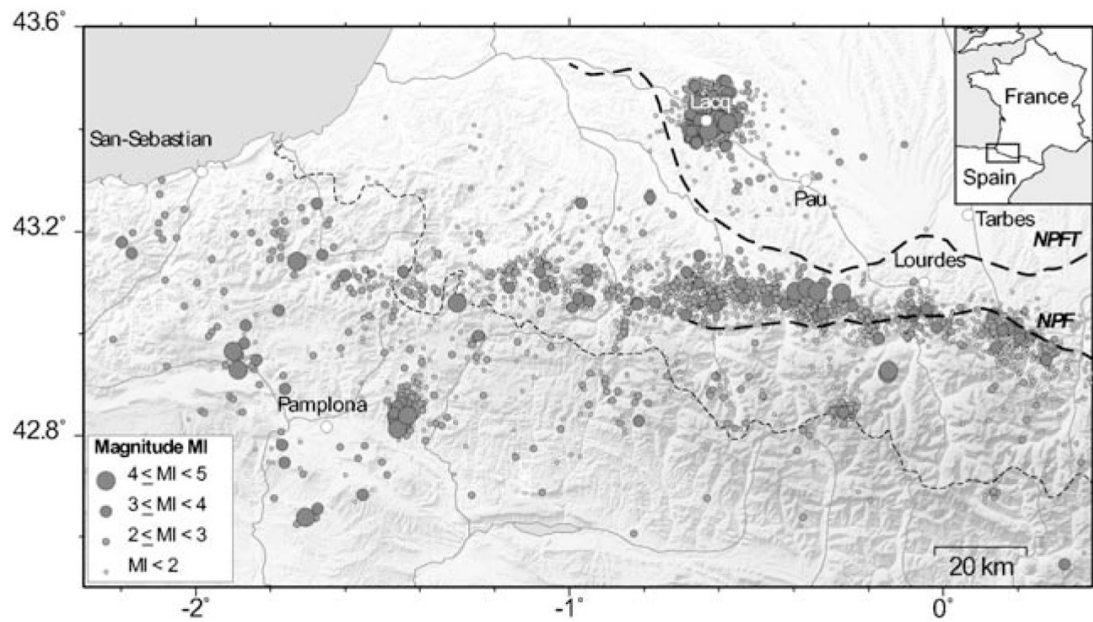 43.6°
43.2°
42.8°
San-Sebastian
Lacq
Pau
Tarbes
Lourdes
NPFT
NPF
Pamplona
France
Spain
Magnitude Ml
4 ≤ Ml < 5
3 ≤ Ml < 4
2 ≤ Ml < 3
Ml < 2
20 km
-2°
-1°
0°